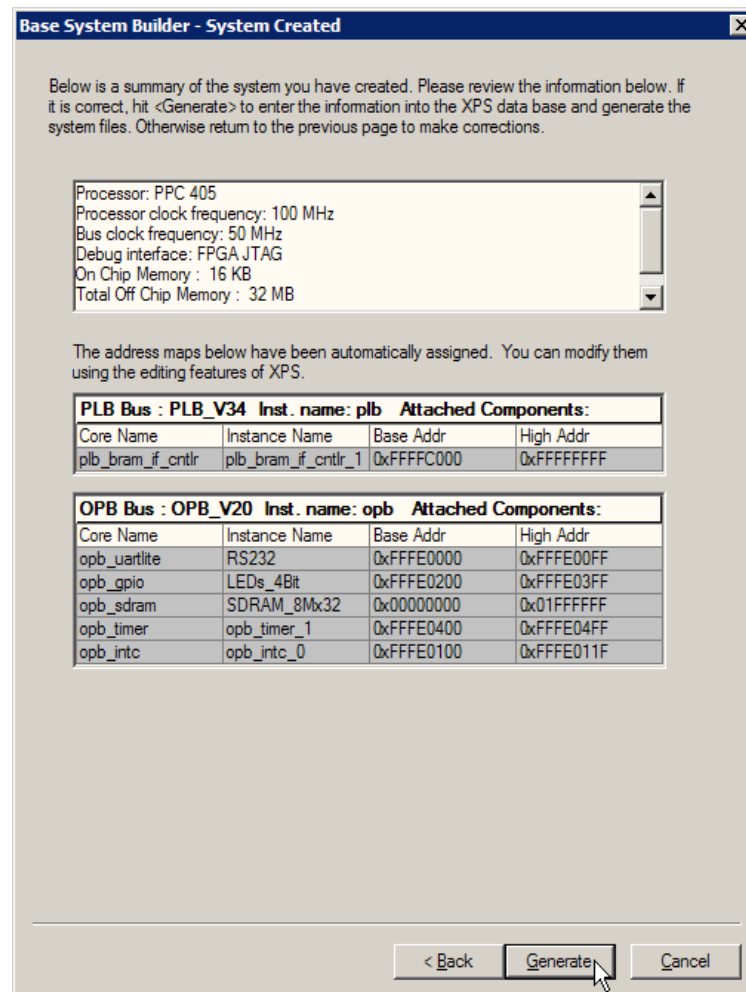 Base System Builder - System Created
Below is a summary of the system you have created. Please review the information below. If
it is correct, hit <Generate> to enter the information into the XPS data base and generate the
system files. Otherwise return to the previous page to make corrections.
Processor: PPC 405
Processor clock frequency: 100 MHz
Bus clock frequency: 50 MHz
Debug interface: FPGA JTAG
On Chip Memory : 16 KB
Total Off Chip Memory : 32 MB
The address maps below have been automatically assigned. You can modify them
using the editing features of XPS.
PLB Bus : PLB_V34 Inst. name: plb Attached Components:
Core Name Instance Name Base Addr High Addr
plb_bram_if_cntlr plb_bram_if_cntlr_1 0xFFFFC000 0xFFFFFFFF
OPB Bus : OPB_V20 Inst. name: opb Attached Components:
Core Name Instance Name Base Addr High Addr
opb_uartlite RS232 0xFFFE0000 0xFFFE00FF
opb_gpio LEDs_4Bit 0xFFFE0200 0xFFFE03FF
opb_sdram SDRAM_8Mx32 0x00000000 0x01FFFFFF
opb_timer opb_timer_1 0xFFFE0400 0xFFFE04FF
opb_intc opb_intc_0 0xFFFE0100 0xFFFE011F
< Back Generate Cancel